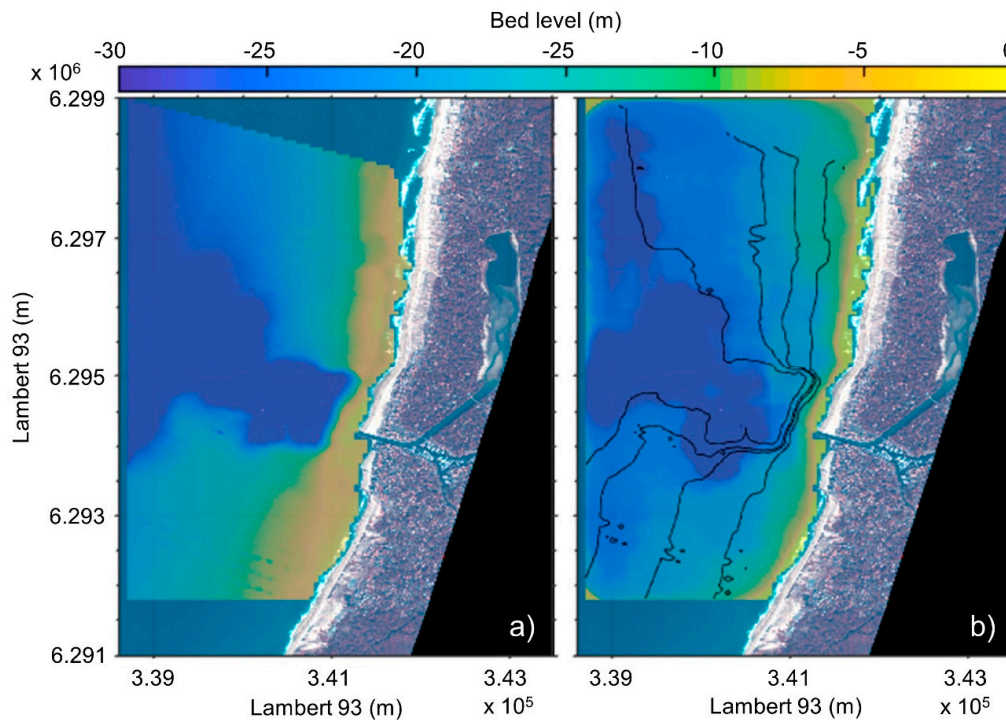 Bed level (m)
-30 -25 -20 -25 -10 -5 0
x 10⁶
6.299
6.297
6.295
6.293
6.291
Lambert 93 (m)
a) b)
3.39 3.41 3.43 3.39 3.41 3.43
Lambert 93 (m) x 10⁵ Lambert 93 (m) x 10⁵